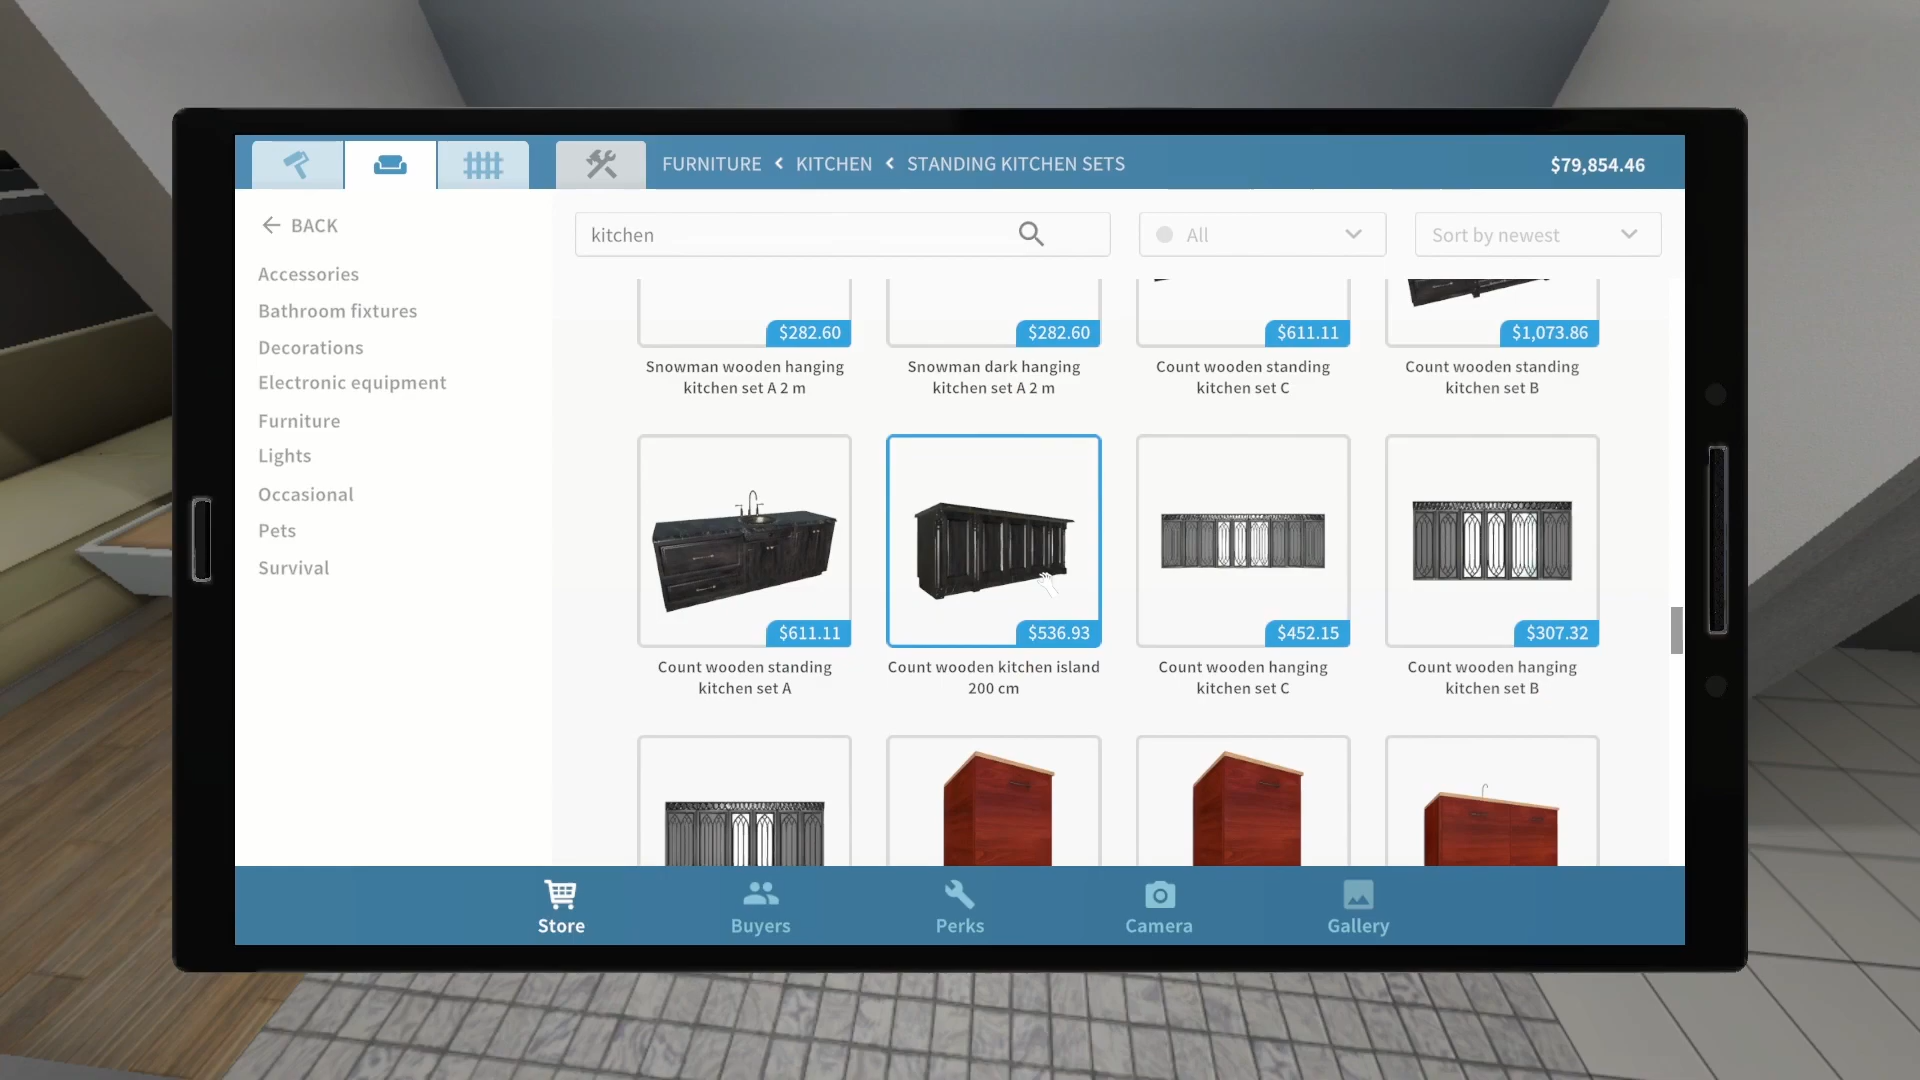 FURNITURE < KITCHEN < STANDING KITCHEN SETS
$79,854.46
BACK
Accessories
Bathroom fixtures
Decorations
Electronic equipment
Furniture
Lights
Occasional
Pets
Survival
kitchen
All
Sort by newest
$282.60
$282.60
$611.11
$1,073.86
Snowman wooden hanging
kitchen set A 2 m
Snowman dark hanging
kitchen set A 2 m
Count wooden standing
kitchen set C
Count wooden standing
kitchen set B
$611.11
$536.93
$452.15
$307.32
Count wooden standing
kitchen set A
Count wooden kitchen island
200 cm
Count wooden hanging
kitchen set C
Count wooden hanging
kitchen set B
Store
Buyers
Perks
Camera
Gallery